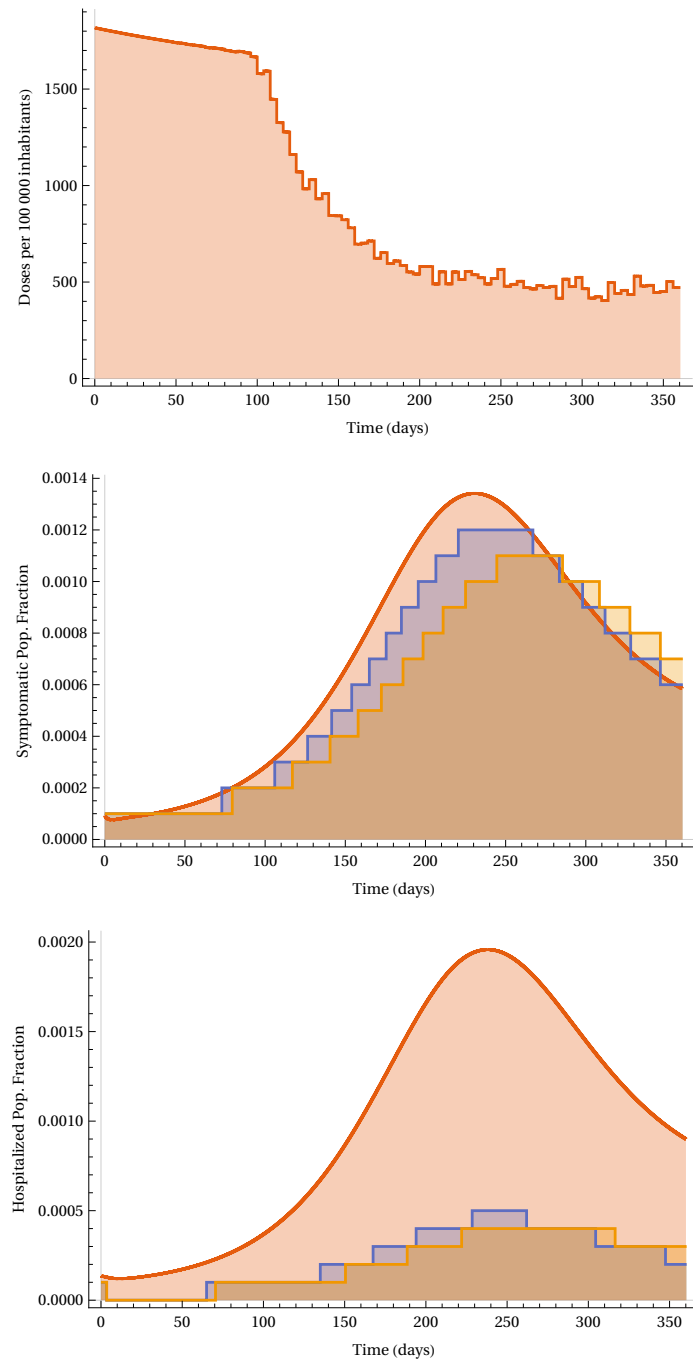 Doses per 100 000 inhabitants)
1500
1000
500
0
0 50 100 150 200 250 300 350
Time (days)
Symptomatic Pop. Fraction
0.0014
0.0012
0.0010
0.0008
0.0006
0.0004
0.0002
0.0000
0 50 100 150 200 250 300 350
Time (days)
Hospitalized Pop. Fraction
0.0020
0.0015
0.0010
0.0005
0.0000
0 50 100 150 200 250 300 350
Time (days)